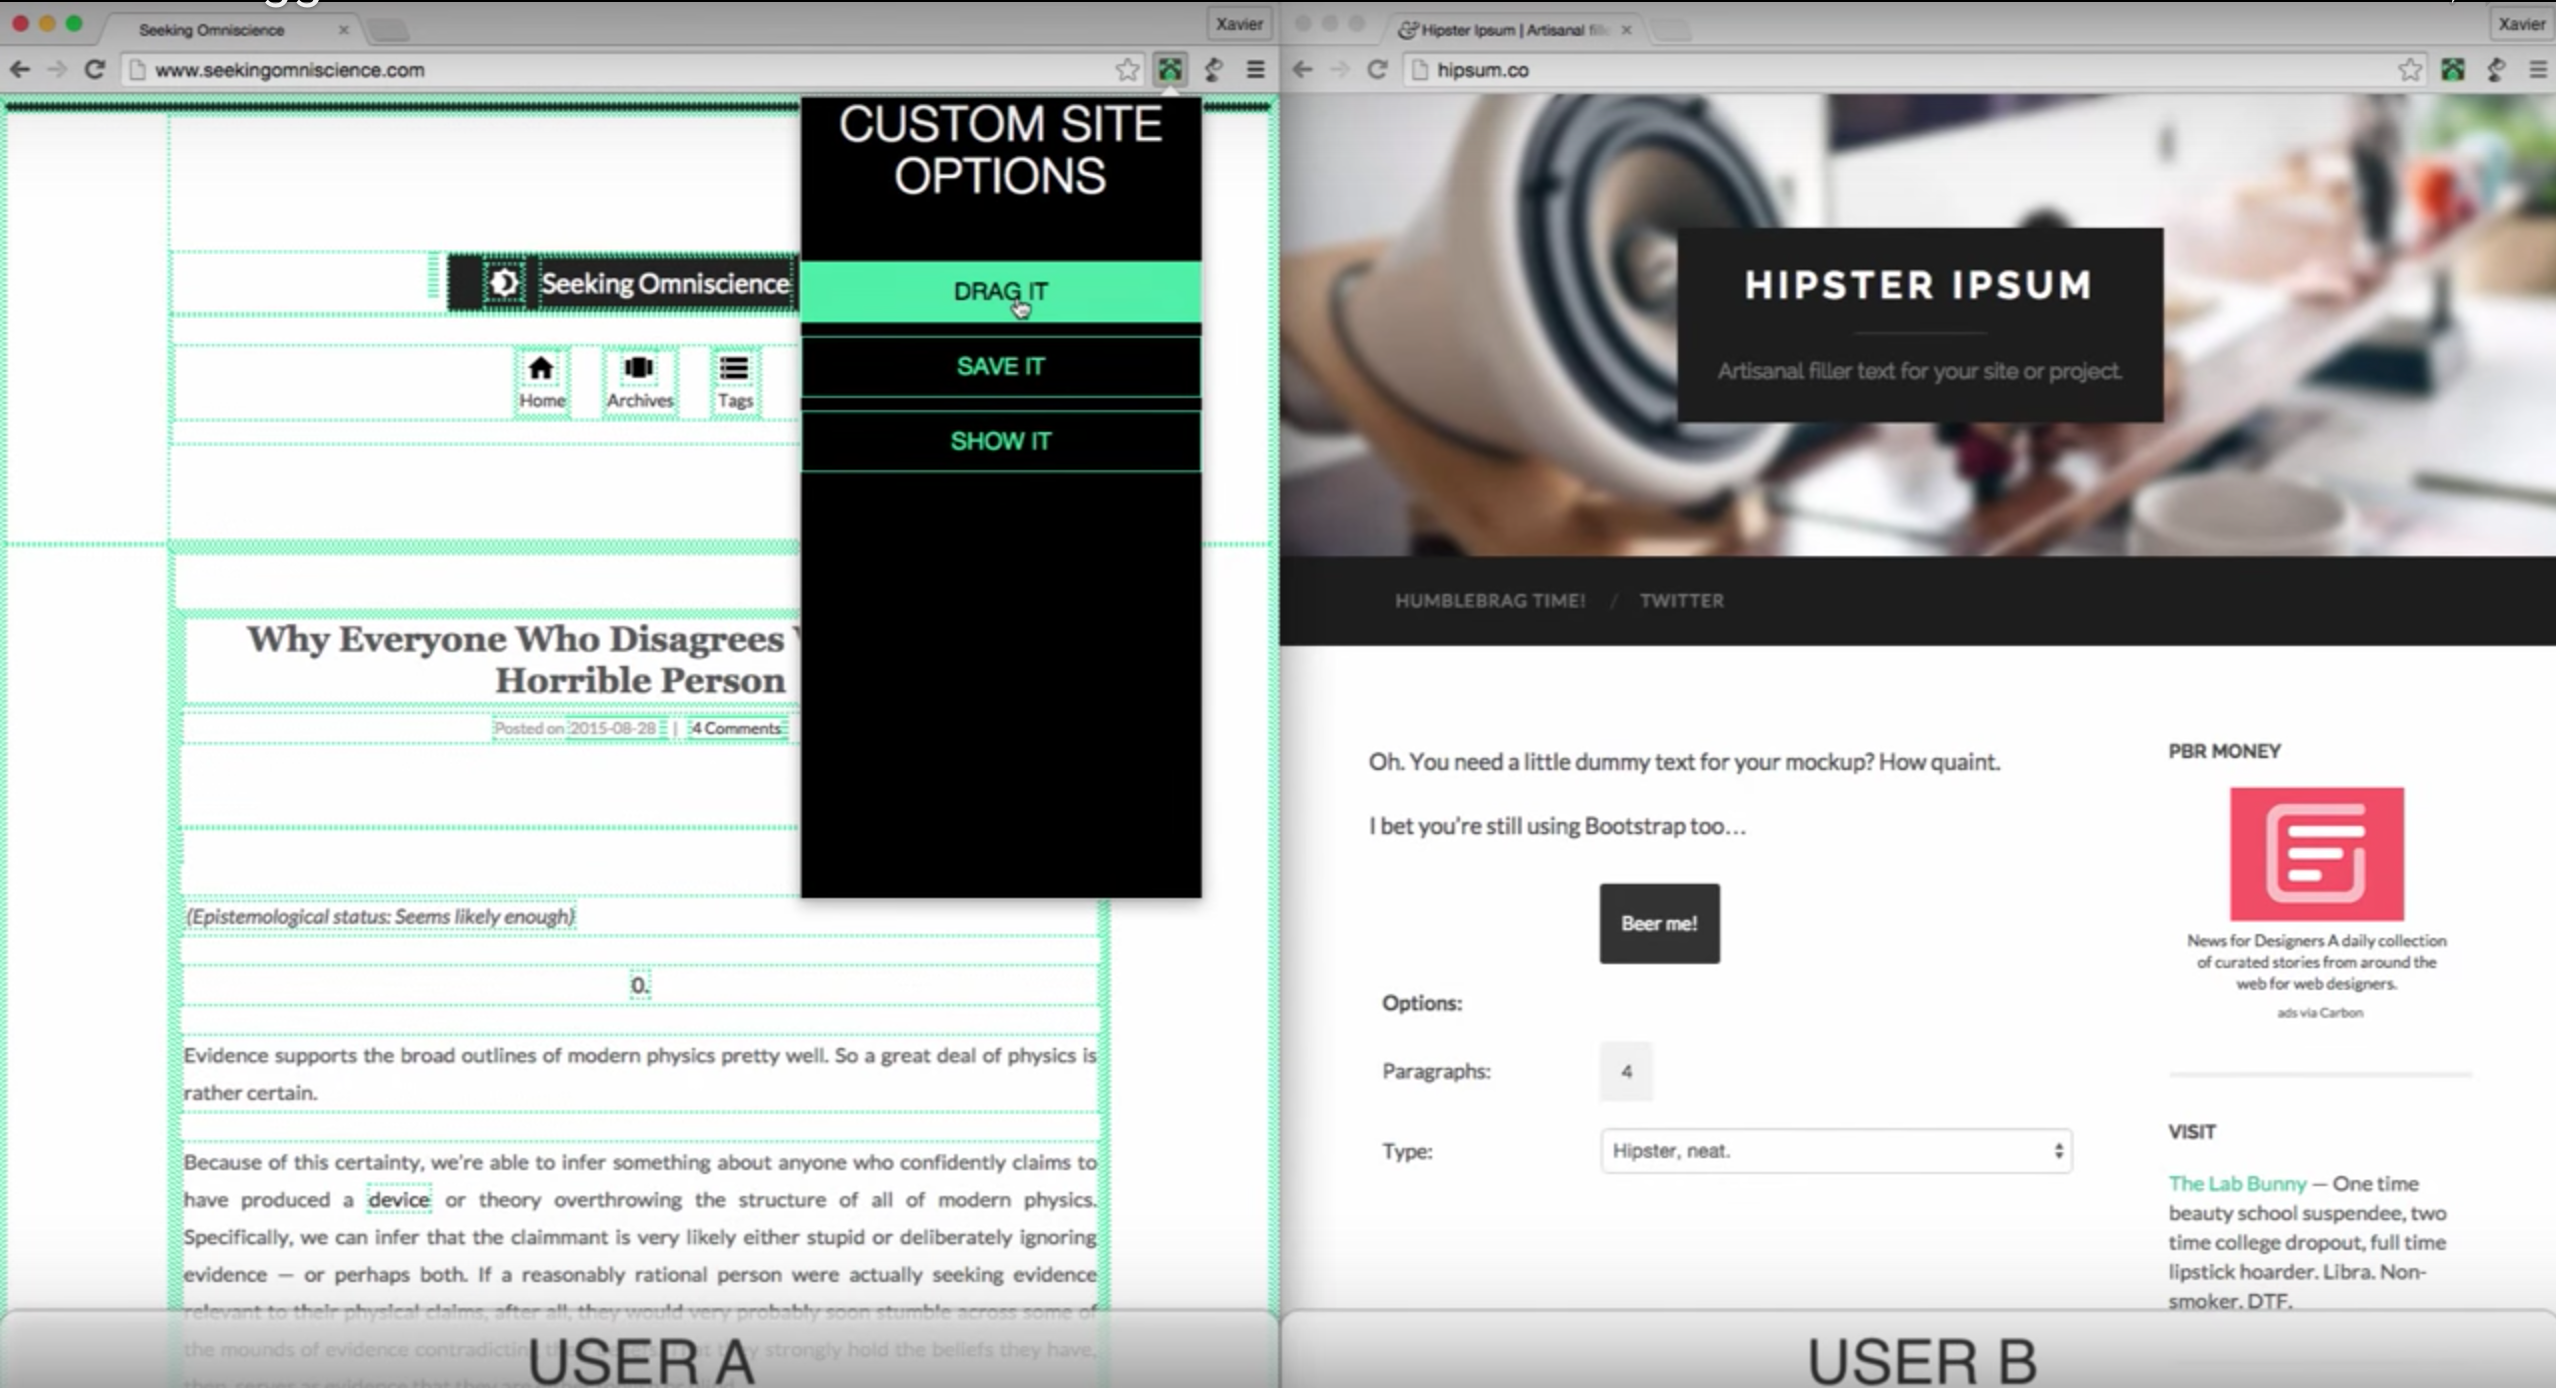 Seeking Omniscience
Xavier
www.seekingomniscience.com
CUSTOM SITE
OPTIONS
DRAG IT
SAVE IT
SHOW IT
Seeking Omniscience
Home
Archives
Tags
Why Everyone Who Disagrees
Horrible Person
Posted on 2015-08-28 | 4 Comments
(Epistemological status: Seems likely enough)
0.
Evidence supports the broad outlines of modern physics pretty well. So a great deal of physics is
rather certain.
Because of this certainty, we're able to infer something about anyone who confidently claims to
have produced a device or theory overthrowing the structure of all of modern physics.
Specifically, we can infer that the claimmant is very likely either stupid or deliberately ignoring
evidence — or perhaps both. If a reasonably rational person were actually seeking evidence
relevant to their physical claims, after all, they would very probably soon stumble across some of
the mounds of evidence contradicting strongly hold the beliefs they have,
USER A
Hipster Ipsum | Artisanal
Xavier
hipsum.co
HIPSTER IPSUM
Artisanal filler text for your site or project.
HUMBLEBRAG TIME! / TWITTER
Oh. You need a little dummy text for your mockup? How quaint.
I bet you're still using Bootstrap too…
Beer me!
Options:
Paragraphs: 4
Type: Hipster, neat.
PBR MONEY
News for Designers A daily collection
of curated stories from around the
web for web designers.
ads via Carbon
VISIT
The Lab Bunny — One time
beauty school suspendee, two
time college dropout, full time
lipstick hoarder. Libra. Non-
smoker. DTF.
USER B